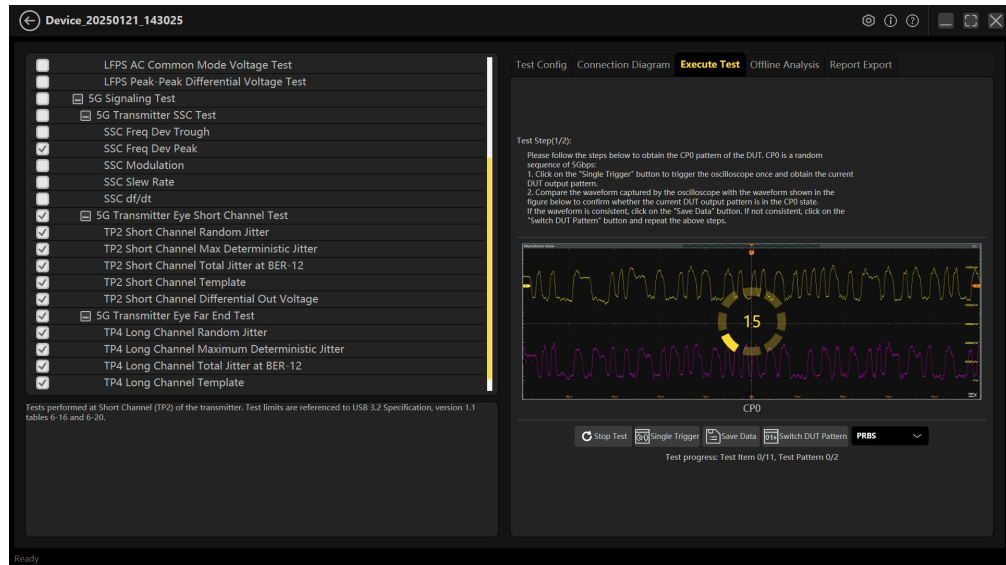 Device_20250121_143025
LFPS AC Common Mode Voltage Test
LFPS Peak-Peak Differential Voltage Test
5G Signaling Test
5G Transmitter SSC Test
SSC Freq Dev Trough
SSC Freq Dev Peak
SSC Modulation
SSC Slew Rate
SSC df/dt
5G Transmitter Eye Short Channel Test
TP2 Short Channel Random Jitter
TP2 Short Channel Max Deterministic Jitter
TP2 Short Channel Total Jitter at BER-12
TP2 Short Channel Template
TP2 Short Channel Differential Out Voltage
5G Transmitter Eye Far End Test
TP4 Long Channel Random Jitter
TP4 Long Channel Maximum Deterministic Jitter
TP4 Long Channel Total Jitter at BER-12
TP4 Long Channel Template
Tests performed at Short Channel (TP2) of the transmitter. Test limits are referenced to USB 3.2 Specification, version 1.1
tables 6-16 and 6-20.
Test Config Connection Diagram Execute Test Offline Analysis Report Export
Test Step(1/2):
Please follow the steps below to obtain the CP0 pattern of the DUT. CP0 is a random
sequence of 5Gbps:
1. Click on the "Single Trigger" button to trigger the oscilloscope once and obtain the current
DUT output pattern.
2. Compare the waveform captured by the oscilloscope with the waveform shown in the
figure below to confirm whether the current DUT output pattern is in the CP0 state.
If the waveform is consistent, click on the "Save Data" button. If not consistent, click on the
"Switch DUT Pattern" button and repeat the above steps.
Waveform View
15
CP0
Stop Test Single Trigger Save Data Switch DUT Pattern PRBS
Test progress: Test Item 0/11, Test Pattern 0/2
Ready